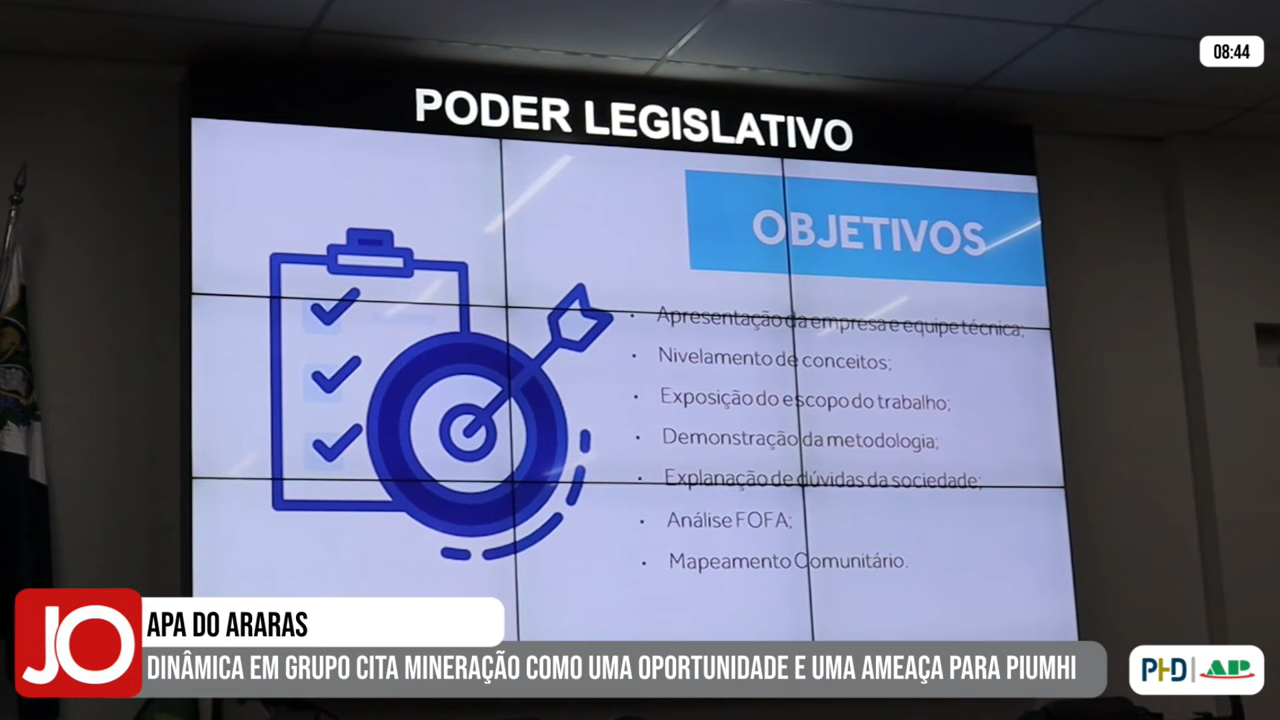 08:44
PODER LEGISLATIVO
OBJETIVOS
• Apresentação da empresa e equipe técnica;
• Nivelamento de conceitos;
• Exposição do escopo do trabalho;
• Demonstração da metodologia;
• Explanação de dúvidas da sociedade;
• Análise FOFA;
• Mapeamento Comunitário.
JO
APA DO ARARAS
DINÂMICA EM GRUPO CITA MINERAÇÃO COMO UMA OPORTUNIDADE E UMA AMEAÇA PARA PIUMHI
PHD | AP